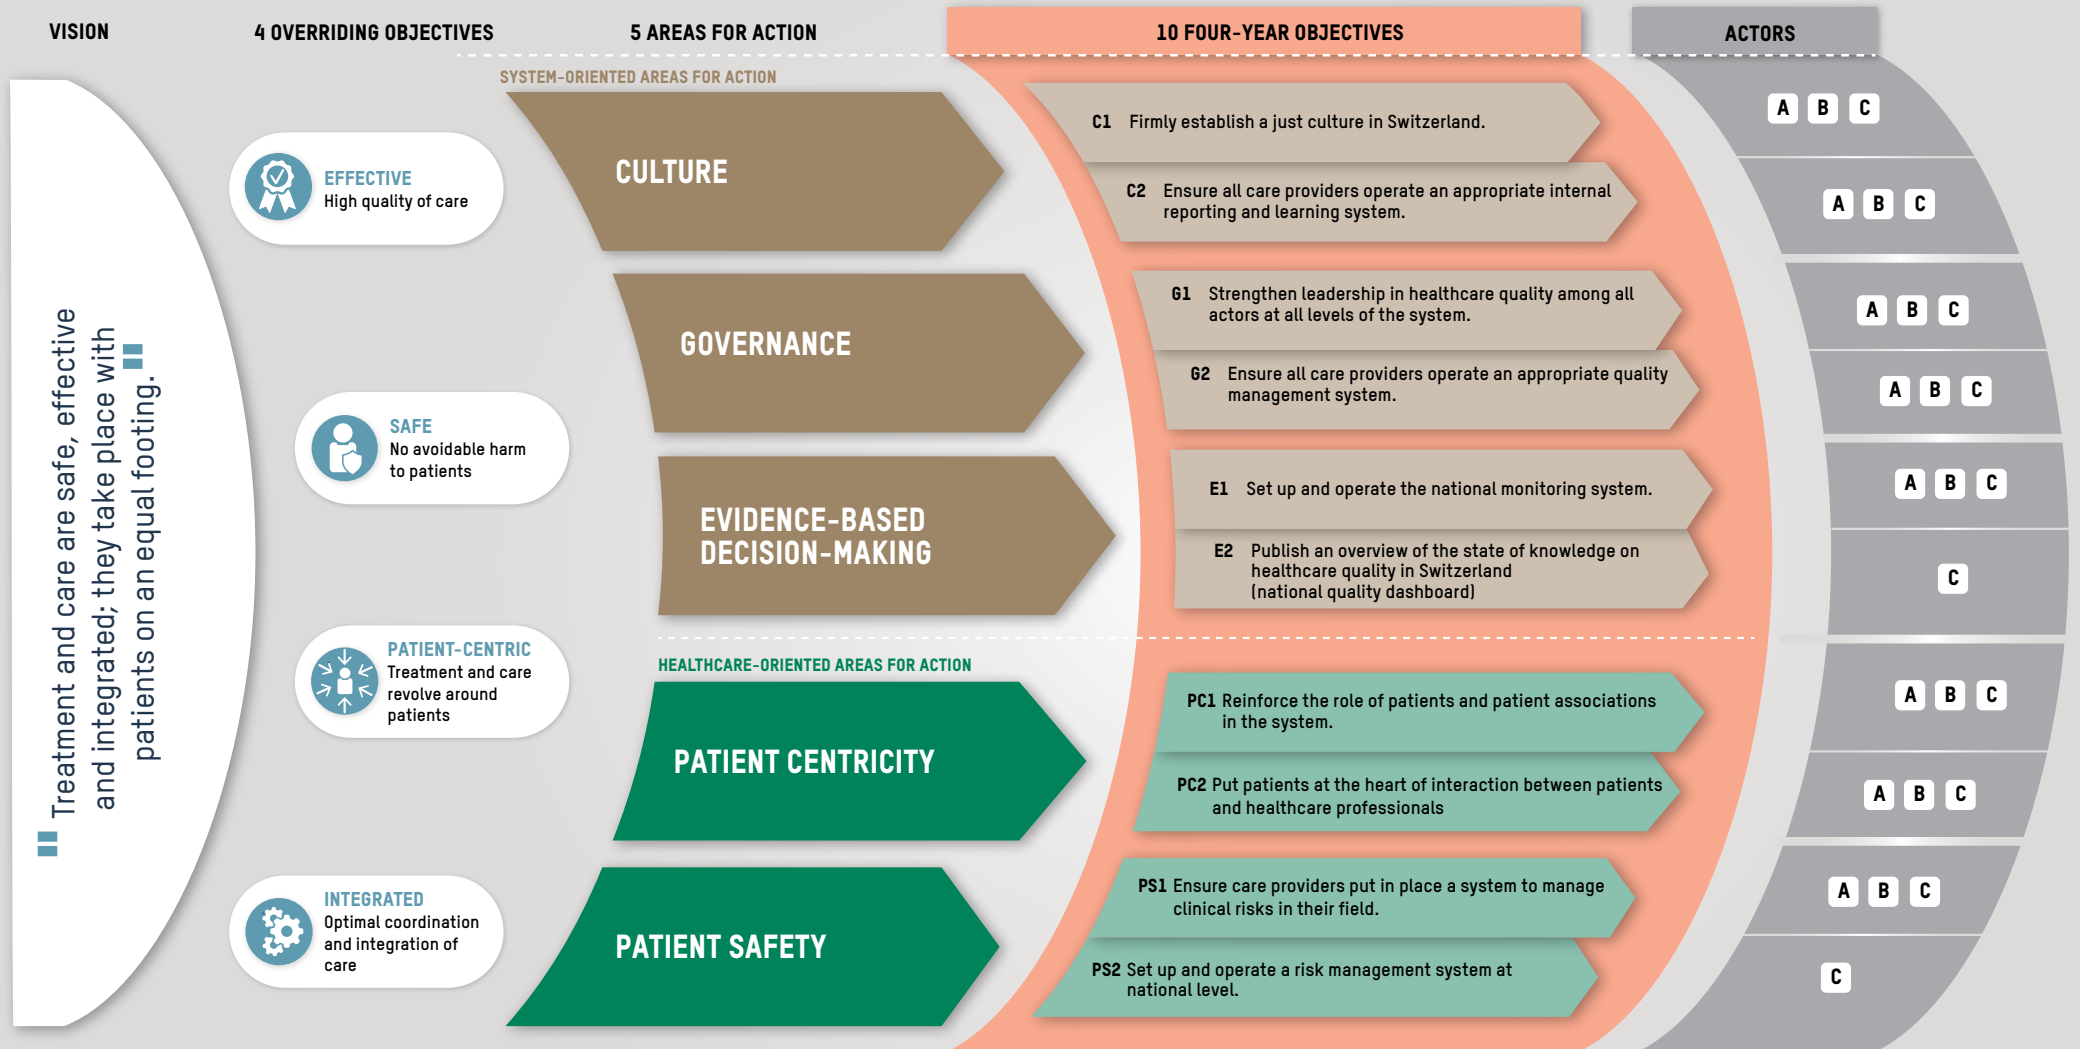 VISION
4 OVERRIDING OBJECTIVES
5 AREAS FOR ACTION
10 FOUR-YEAR OBJECTIVES
ACTORS
"Treatment and care are safe, effective
and integrated; they take place with
patients on an equal footing."
EFFECTIVE
High quality of care
SAFE
No avoidable harm
to patients
PATIENT-CENTRIC
Treatment and care
revolve around
patients
INTEGRATED
Optimal coordination
and integration of
care
SYSTEM-ORIENTED AREAS FOR ACTION
CULTURE
C1 Firmly establish a just culture in Switzerland.
A B C
C2 Ensure all care providers operate an appropriate internal
reporting and learning system.
A B C
GOVERNANCE
G1 Strengthen leadership in healthcare quality among all
actors at all levels of the system.
A B C
G2 Ensure all care providers operate an appropriate quality
management system.
A B C
EVIDENCE-BASED
DECISION-MAKING
E1 Set up and operate the national monitoring system.
A B C
E2 Publish an overview of the state of knowledge on
healthcare quality in Switzerland
(national quality dashboard)
C
HEALTHCARE-ORIENTED AREAS FOR ACTION
PATIENT CENTRICITY
PC1 Reinforce the role of patients and patient associations
in the system.
A B C
PC2 Put patients at the heart of interaction between patients
and healthcare professionals
A B C
PATIENT SAFETY
PS1 Ensure care providers put in place a system to manage
clinical risks in their field.
A B C
PS2 Set up and operate a risk management system at
national level.
C